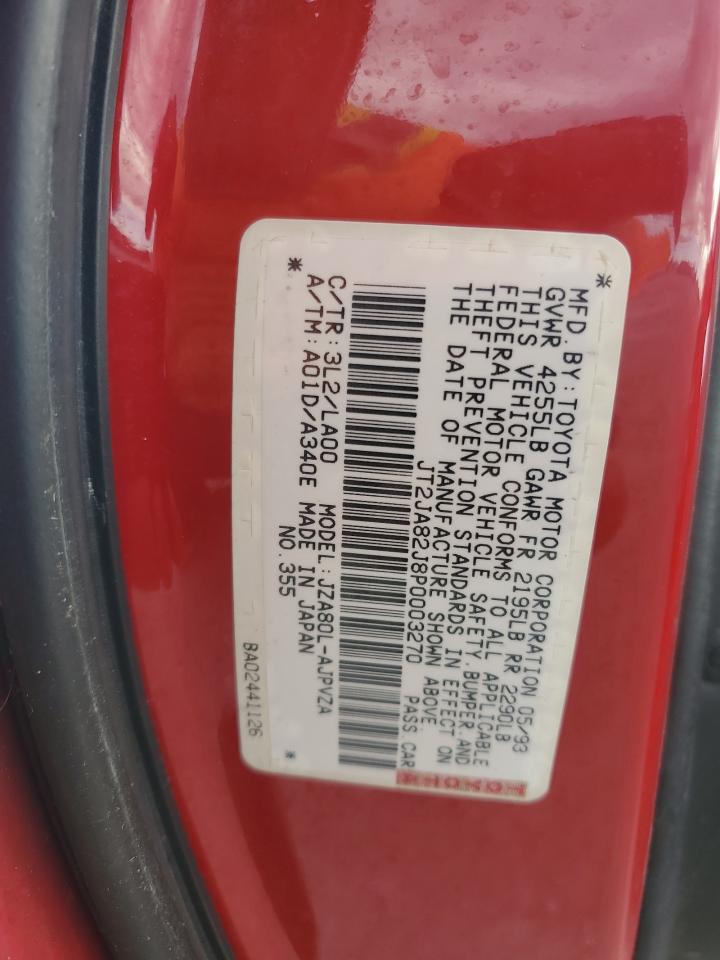 MFD.BY:TOYOTA MOTOR CORPORATION 05/93
GVWR 4255LB GAWR FR 2195LB RR 2290LB
THIS VEHICLE CONFORMS TO ALL APPLICABLE
FEDERAL MOTOR VEHICLE SAFETY,BUMPER,AND
THEFT PREVENTION STANDARDS IN EFFECT ON
THE DATE OF MANUFACTURE SHOWN ABOVE.
JT2JA82J8P0003270 PASS.CAR
C/TR:3L2/LA00 MODEL:JZA80L-AJPVZA
A/TM:A01D/A340E MADE IN JAPAN
NO.355
BA02441126